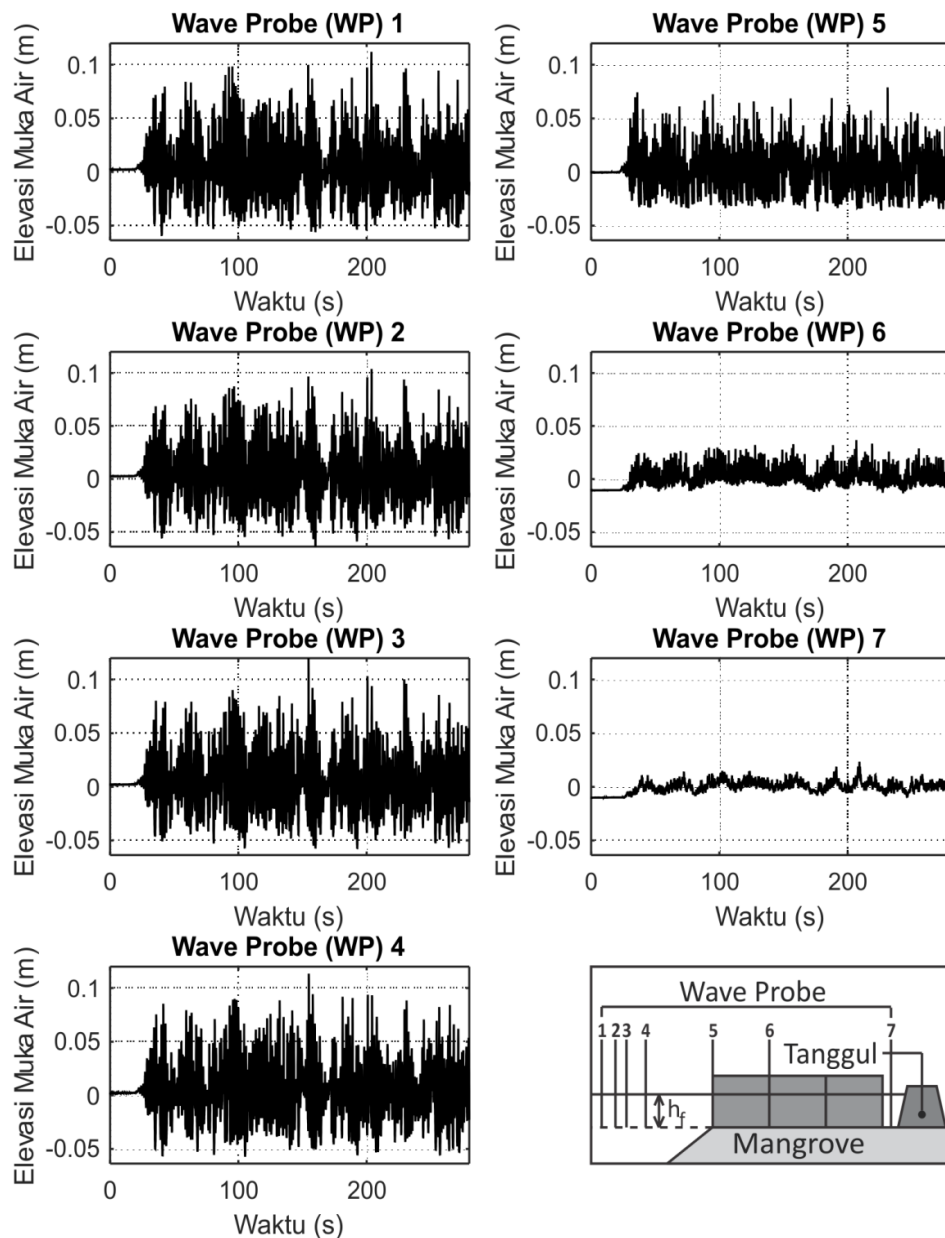 Wave Probe (WP) 1
Elevasi Muka Air (m)
0.1
0.05
0
-0.05
0
100
200
Waktu (s)
Wave Probe (WP) 2
Elevasi Muka Air (m)
0.1
0.05
0
-0.05
0
100
200
Waktu (s)
Wave Probe (WP) 3
Elevasi Muka Air (m)
0.1
0.05
0
-0.05
0
100
200
Waktu (s)
Wave Probe (WP) 4
Elevasi Muka Air (m)
0.1
0.05
0
-0.05
0
100
200
Waktu (s)
Wave Probe (WP) 5
Elevasi Muka Air (m)
0.1
0.05
0
-0.05
0
100
200
Waktu (s)
Wave Probe (WP) 6
Elevasi Muka Air (m)
0.1
0.05
0
-0.05
0
100
200
Waktu (s)
Wave Probe (WP) 7
Elevasi Muka Air (m)
0.1
0.05
0
-0.05
0
100
200
Waktu (s)
Wave Probe
1 2 3 4 5 6 7
Tanggul
hf
Mangrove